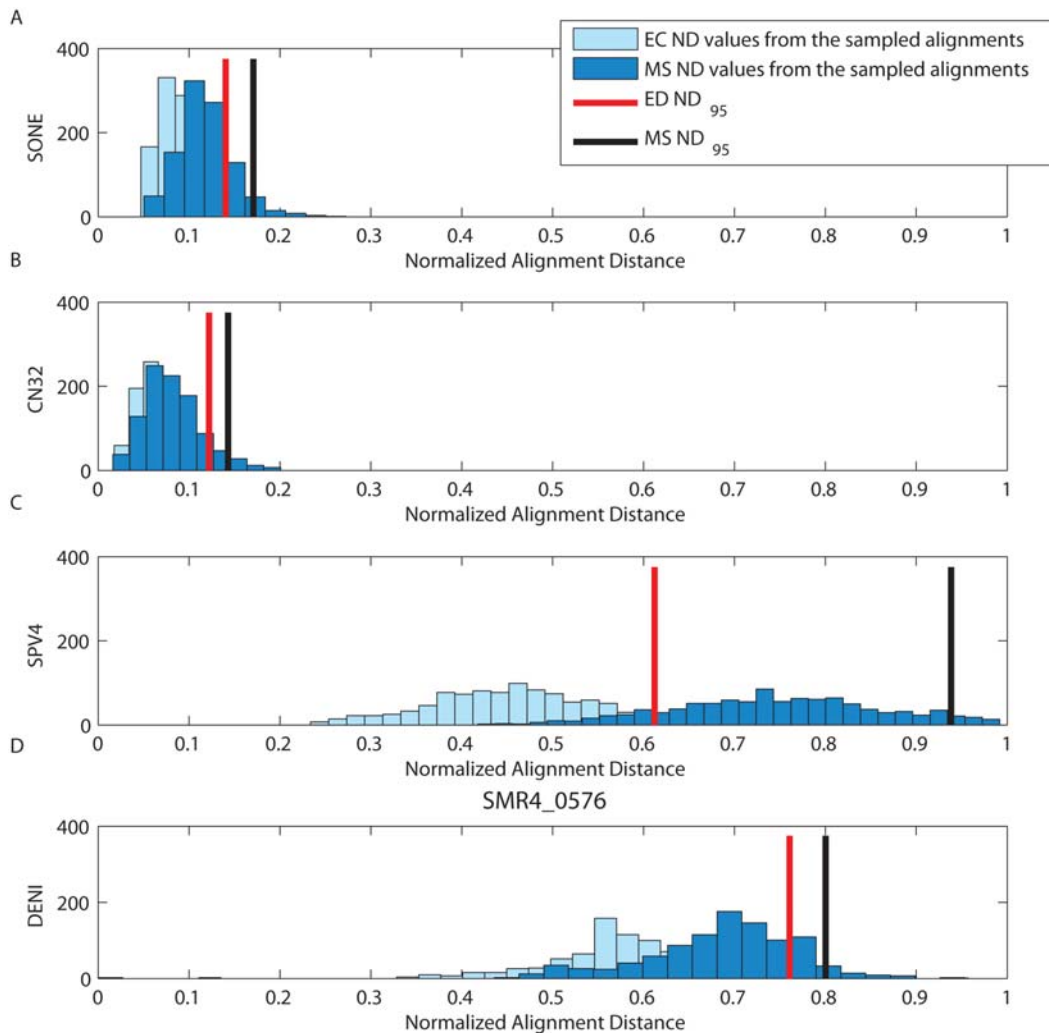 A
400
200
0
SONE
0 0.1 0.2 0.3 0.4 0.5 0.6 0.7 0.8 0.9 1
Normalized Alignment Distance
EC ND values from the sampled alignments
MS ND values from the sampled alignments
ED ND 95
MS ND 95
B
400
200
0
CN32
0 0.1 0.2 0.3 0.4 0.5 0.6 0.7 0.8 0.9 1
Normalized Alignment Distance
C
400
200
0
SPV4
0 0.1 0.2 0.3 0.4 0.5 0.6 0.7 0.8 0.9 1
Normalized Alignment Distance
D
SMR4_0576
400
200
0
DENI
0 0.1 0.2 0.3 0.4 0.5 0.6 0.7 0.8 0.9 1
Normalized Alignment Distance